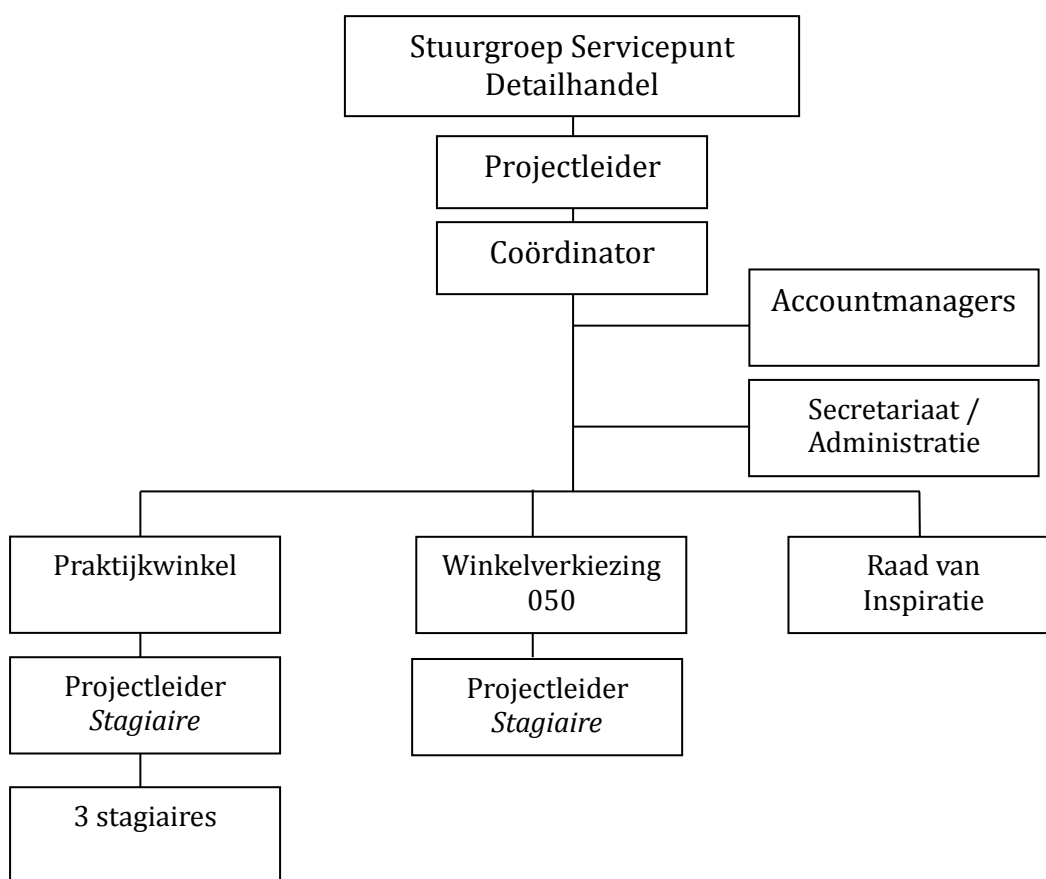 Stuurgroep Servicepunt
Detailhandel
Projectleider
Coördinator
Accountmanagers
Secretariaat /
Administratie
Praktijkwinkel
Winkelverkiezing
050
Raad van
Inspiratie
Projectleider
Stagiaire
Projectleider
Stagiaire
3 stagiaires